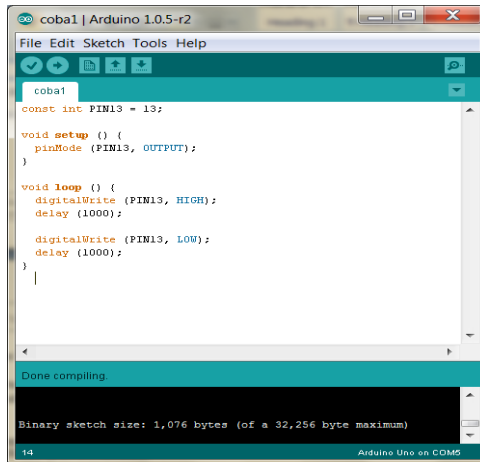 coba1 | Arduino 1.0.5-r2
File Edit Sketch Tools Help
coba1
const int PIN13 = 13;
void setup () {
  pinMode (PIN13, OUTPUT);
}
void loop () {
  digitalWrite (PIN13, HIGH);
  delay (1000);
  digitalWrite (PIN13, LOW);
  delay (1000);
}
Done compiling.
Binary sketch size: 1,076 bytes (of a 32,256 byte maximum)
14 Arduino Uno on COM5